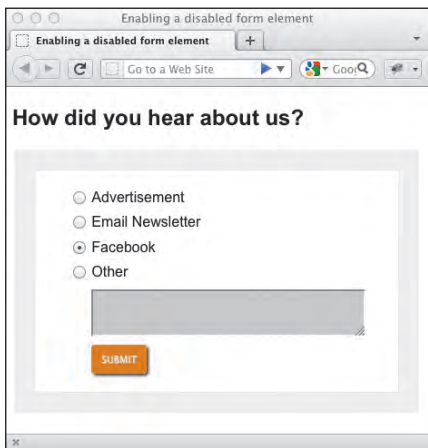 Enabling a disabled form element
Enabling a disabled form element
Go to a Web Site
How did you hear about us?
Advertisement
Email Newsletter
Facebook
Other
SUBMIT